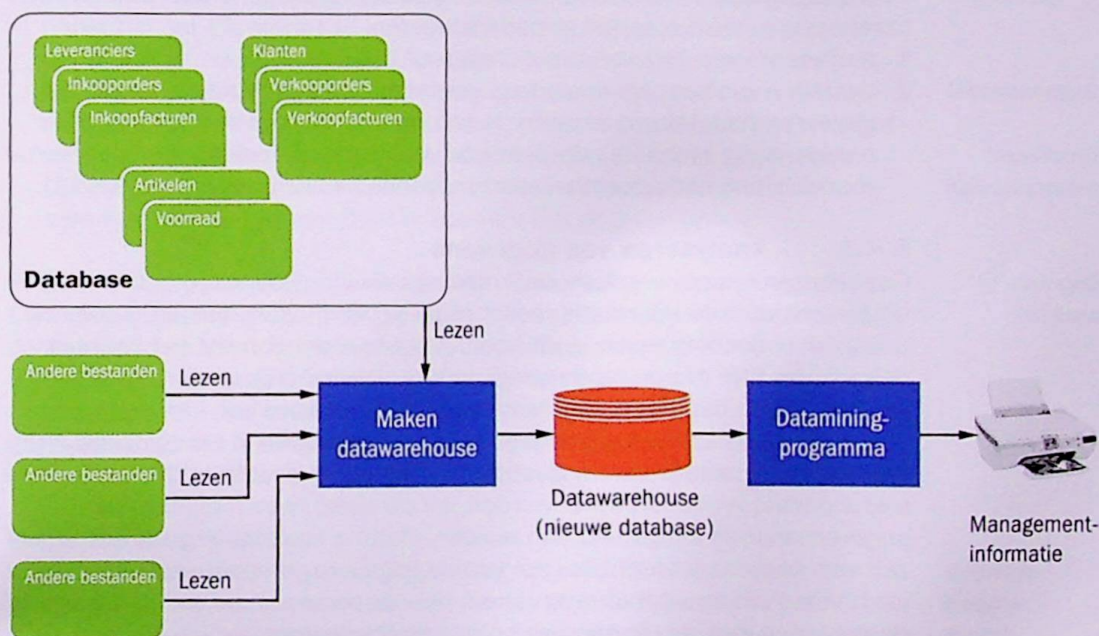 Leveranciers
Inkooporders
Inkoopfacturen
Klanten
Verkooporders
Verkoopfacturen
Artikelen
Voorraad
Database
Lezen
Andere bestanden
Lezen
Andere bestanden
Lezen
Andere bestanden
Lezen
Maken
datawarehouse
Datawarehouse
(nieuwe database)
Datamining-
programma
Management-
informatie